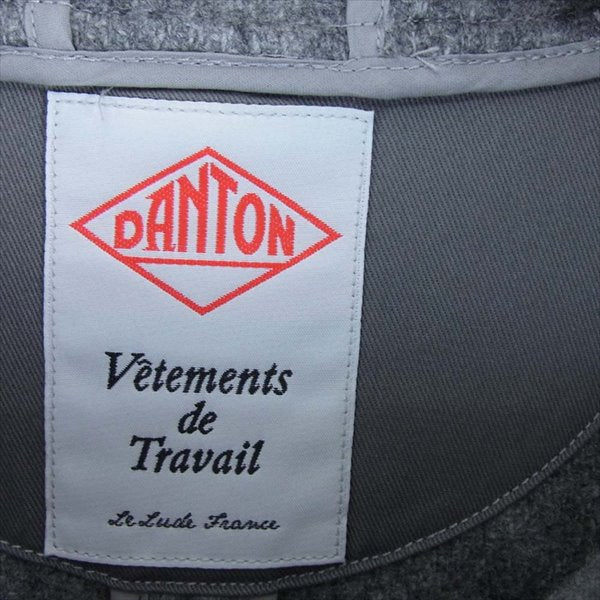 DANTON
Vêtements
de
Travail
Le Lude France